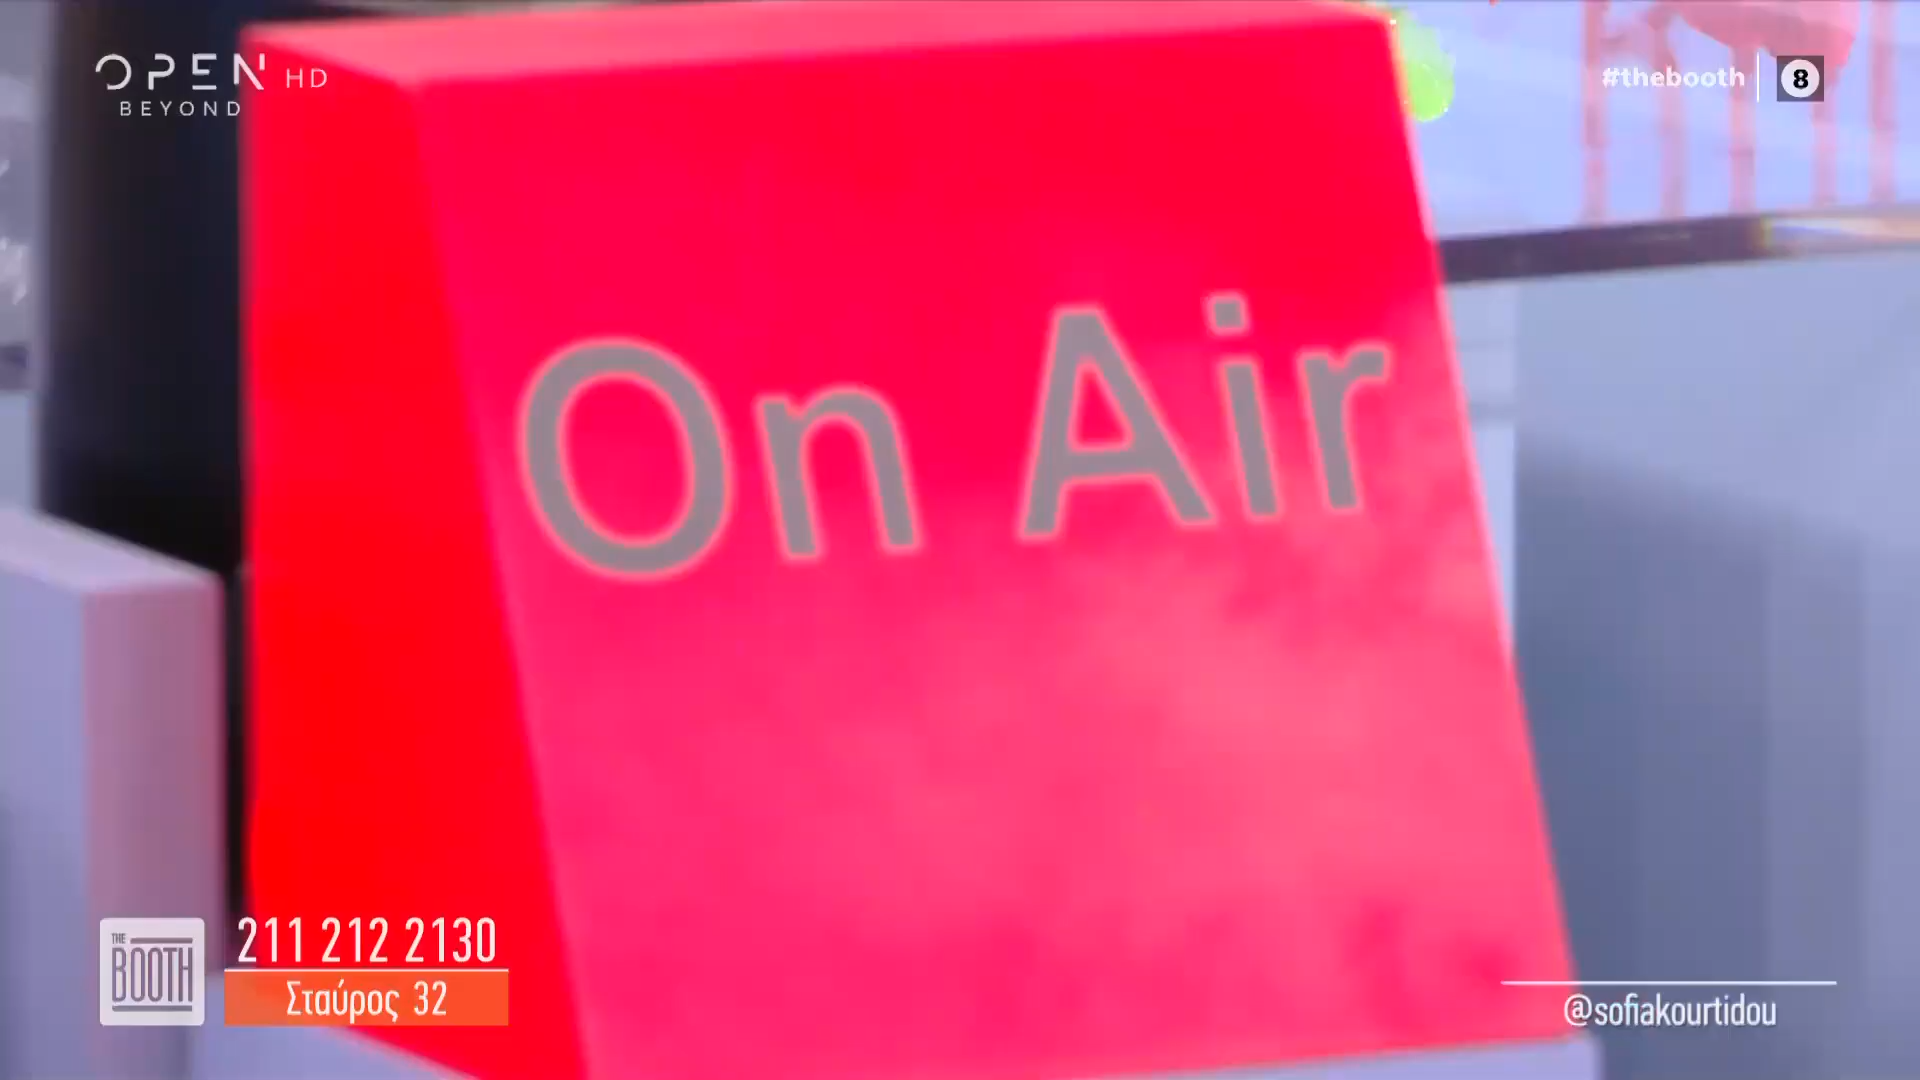 OPEN HD
BEYOND
#thebooth
8
On Air
THE
BOOTH
211 212 2130
Σταύρος 32
@sofiakourtidou